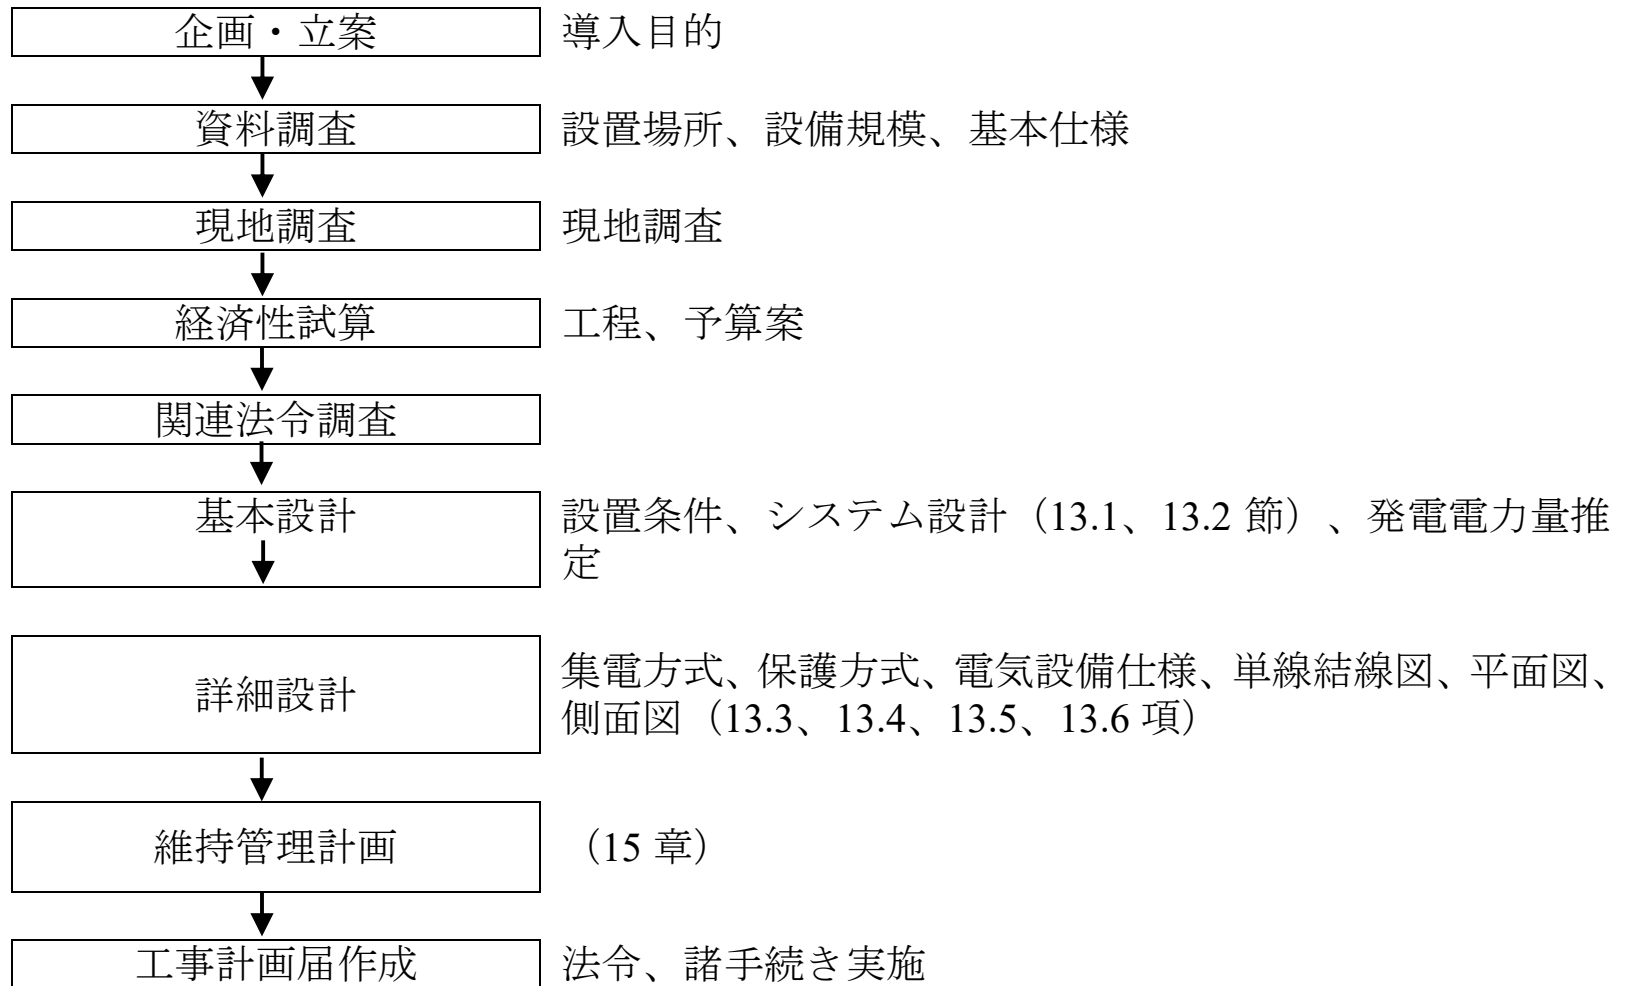 企画・立案 導入目的
資料調査 設置場所、設備規模、基本仕様
現地調査 現地調査
経済性試算 工程、予算案
関連法令調査
基本設計 設置条件、システム設計（13.1、13.2 節）、発電電力量推
定
詳細設計 集電方式、保護方式、電気設備仕様、単線結線図、平面図、
側面図（13.3、13.4、13.5、13.6 項）
維持管理計画 （15 章）
工事計画届作成 法令、諸手続き実施